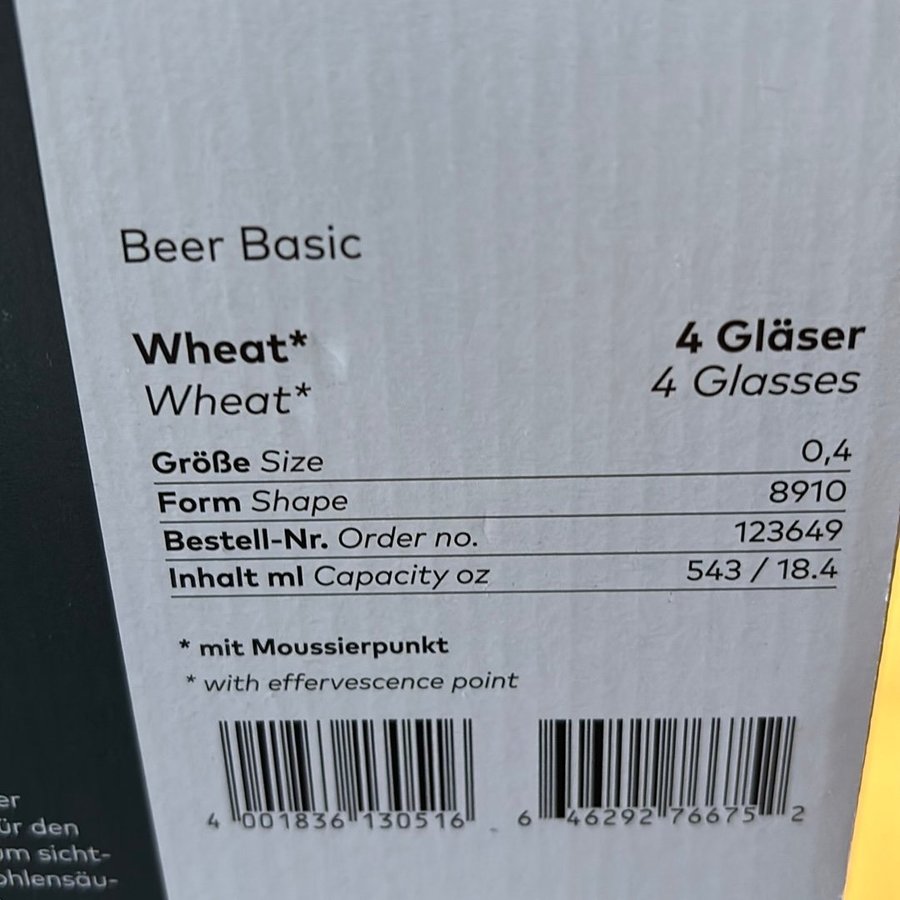 Beer Basic
Wheat*
Wheat*
4 Gläser
4 Glasses
Größe Size 0,4
Form Shape 8910
Bestell-Nr. Order no. 123649
Inhalt ml Capacity oz 543 / 18.4
* mit Moussierpunkt
* with effervescence point
4 001836 130516
6 46292 76675 2
er
ür den
um sicht-
ohlensäu-